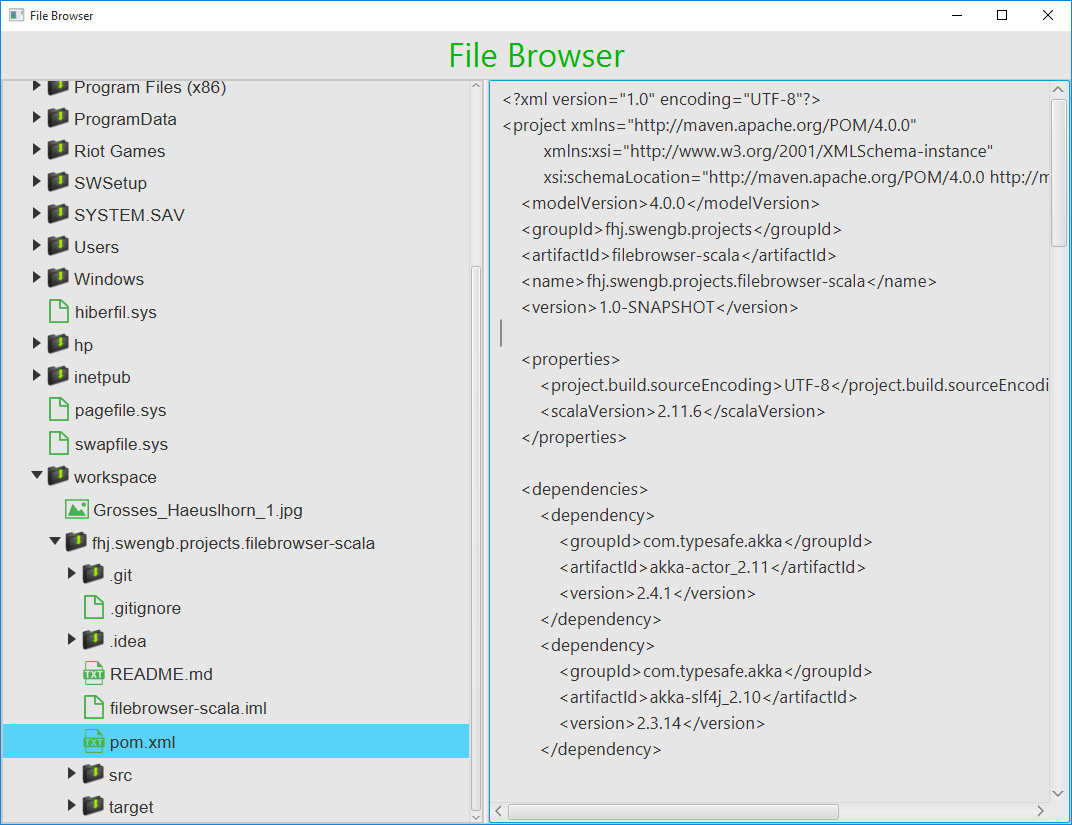 File Browser
File Browser
Program Files (x86)
ProgramData
Riot Games
SWSetup
SYSTEM.SAV
Users
Windows
hiberfil.sys
hp
inetpub
pagefile.sys
swapfile.sys
workspace
Grosses_Haeuslhorn_1.jpg
fhj.swengb.projects.filebrowser-scala
.git
.gitignore
.idea
TXT README.md
filebrowser-scala.iml
TXT pom.xml
src
target
<?xml version="1.0" encoding="UTF-8"?>
<project xmlns="http://maven.apache.org/POM/4.0.0"
xmlns:xsi="http://www.w3.org/2001/XMLSchema-instance"
xsi:schemaLocation="http://maven.apache.org/POM/4.0.0 http://m
<modelVersion>4.0.0</modelVersion>
<groupId>fhj.swengb.projects</groupId>
<artifactId>filebrowser-scala</artifactId>
<name>fhj.swengb.projects.filebrowser-scala</name>
<version>1.0-SNAPSHOT</version>
<properties>
<project.build.sourceEncoding>UTF-8</project.build.sourceEncodi
<scalaVersion>2.11.6</scalaVersion>
</properties>
<dependencies>
<dependency>
<groupId>com.typesafe.akka</groupId>
<artifactId>akka-actor_2.11</artifactId>
<version>2.4.1</version>
</dependency>
<dependency>
<groupId>com.typesafe.akka</groupId>
<artifactId>akka-slf4j_2.10</artifactId>
<version>2.3.14</version>
</dependency>